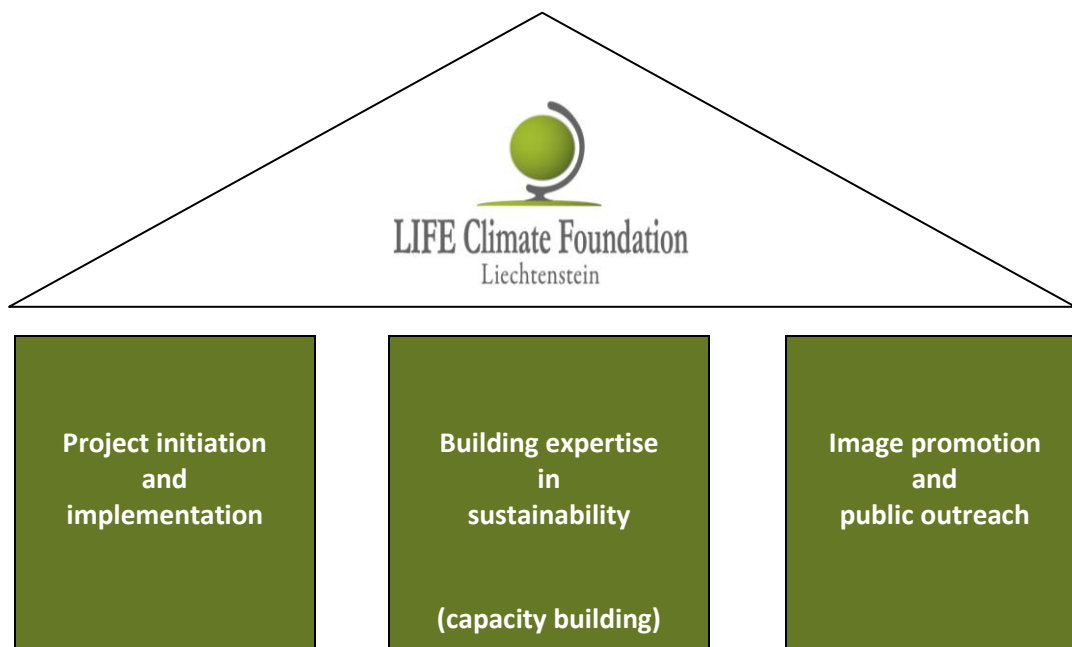 LIFE Climate Foundation
Liechtenstein
Project initiation
and
implementation
Building expertise
in
sustainability
(capacity building)
Image promotion
and
public outreach